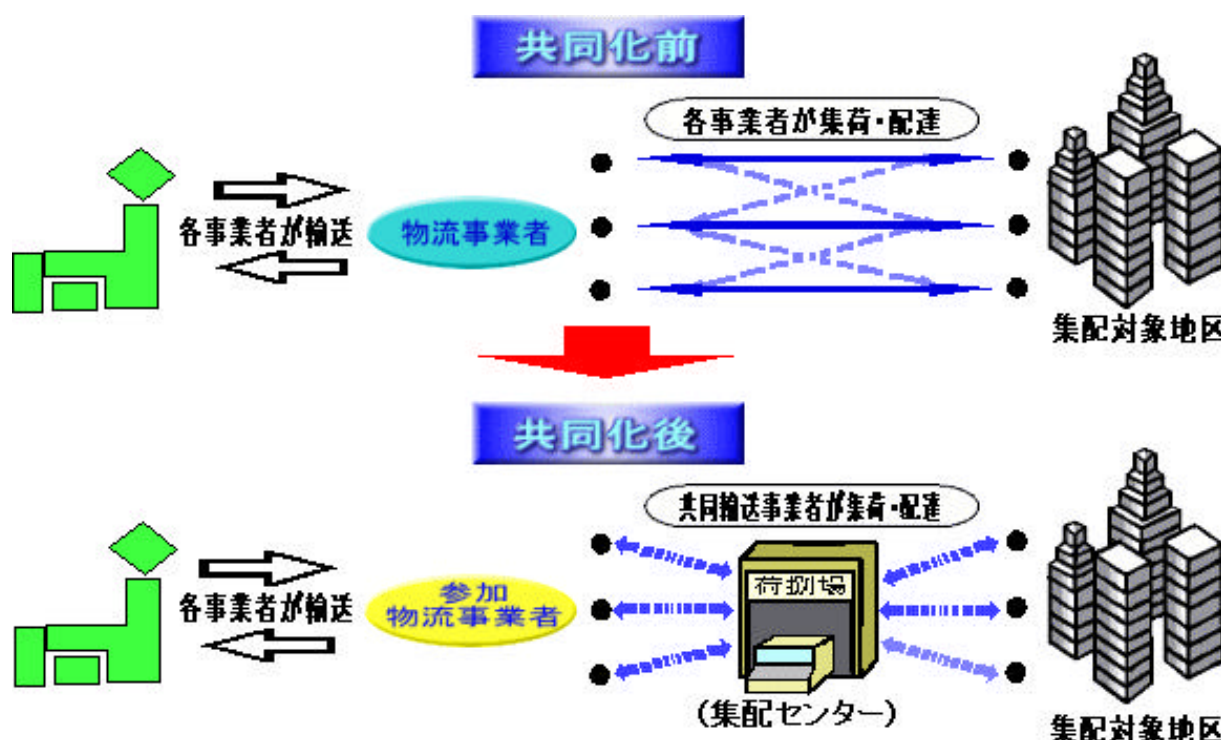 共同化前
各事業者が集荷・配達
各事業者が輸送
物流事業者
集配対象地区
共同化後
共同輸送事業者が集荷・配達
荷捌場
各事業者が輸送
参加
物流事業者
(集配センター)
集配対象地区